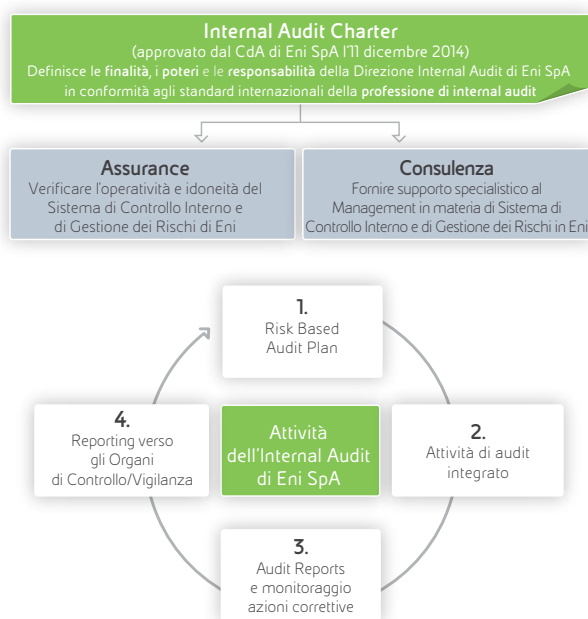 Internal Audit Charter
(approvato dal CdA di Eni SpA l'11 dicembre 2014)
Definisce le finalità, i poteri e le responsabilità della Direzione Internal Audit di Eni SpA
in conformità agli standard internazionali della professione di internal audit
Assurance
Verificare l'operatività e idoneità del
Sistema di Controllo Interno e
di Gestione dei Rischi di Eni
Consulenza
Fornire supporto specialistico al
Management in materia di Sistema di
Controllo Interno e di Gestione dei Rischi in Eni
1.
Risk Based
Audit Plan
4.
Reporting verso
gli Organi
di Controllo/Vigilanza
Attività
dell'Internal Audit
di Eni SpA
2.
Attività di audit
integrato
3.
Audit Reports
e monitoraggio
azioni correttive